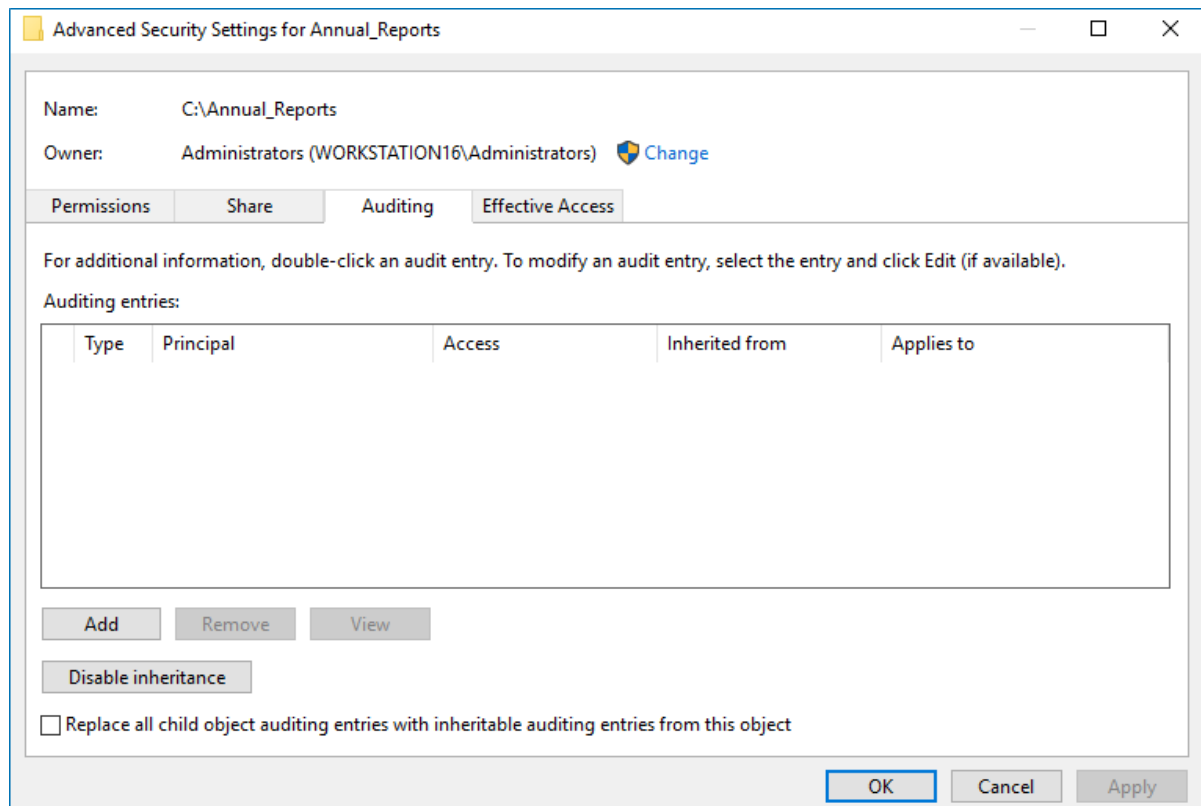 Advanced Security Settings for Annual_Reports
Name: C:\Annual_Reports
Owner: Administrators (WORKSTATION16\Administrators) Change
Permissions Share Auditing Effective Access
For additional information, double-click an audit entry. To modify an audit entry, select the entry and click Edit (if available).
Auditing entries:
Type Principal Access Inherited from Applies to
Add Remove View
Disable inheritance
Replace all child object auditing entries with inheritable auditing entries from this object
OK Cancel Apply